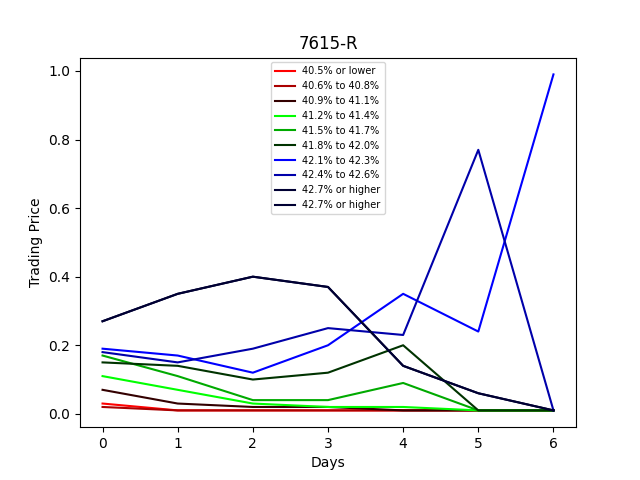 7615-R
40.5% or lower
40.6% to 40.8%
40.9% to 41.1%
41.2% to 41.4%
41.5% to 41.7%
41.8% to 42.0%
42.1% to 42.3%
42.4% to 42.6%
42.7% or higher
42.7% or higher
Trading Price
1.0
0.8
0.6
0.4
0.2
0.0
0 1 2 3 4 5 6
Days